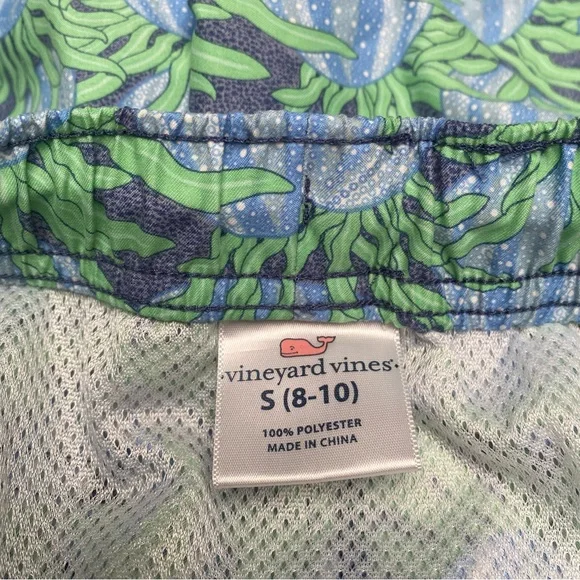 vineyard vines
S (8-10)
100% POLYESTER
MADE IN CHINA